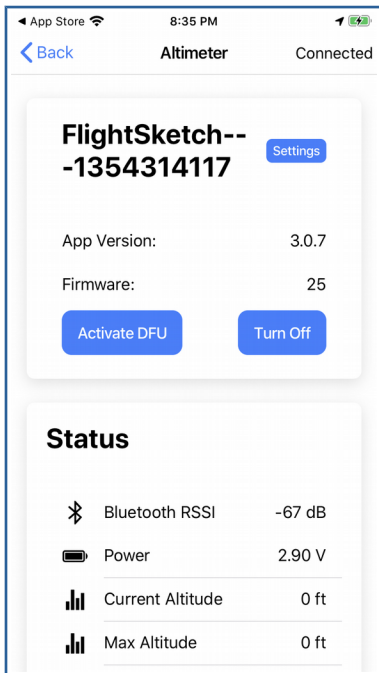 ◀ App Store 8:35 PM
Back Altimeter Connected
FlightSketch--
-1354314117
Settings
App Version: 3.0.7
Firmware: 25
Activate DFU Turn Off
Status
Bluetooth RSSI -67 dB
Power 2.90 V
Current Altitude 0 ft
Max Altitude 0 ft